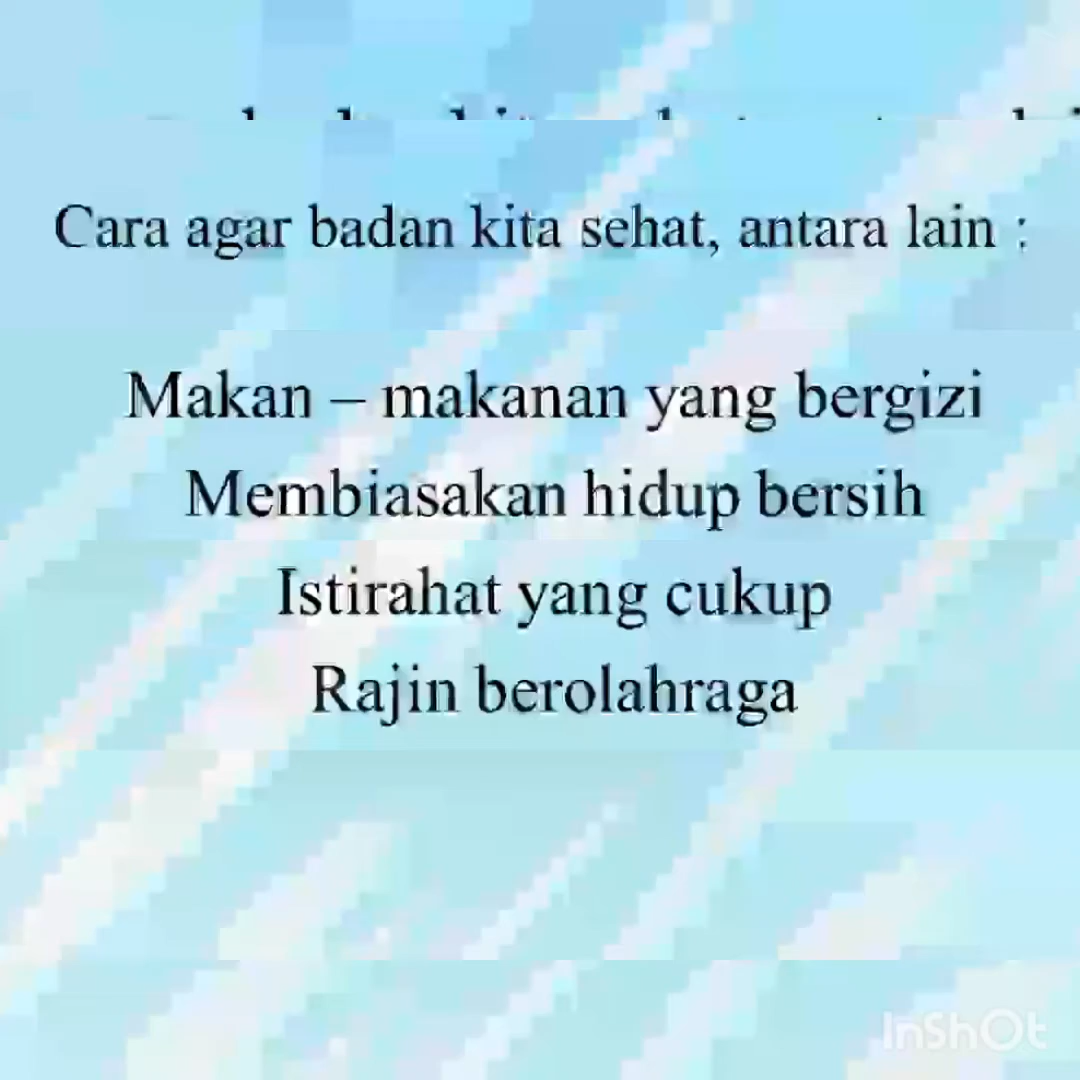 Cara agar badan kita sehat, antara lain :
Makan – makanan yang bergizi
Membiasakan hidup bersih
Istirahat yang cukup
Rajin berolahraga
InShOt